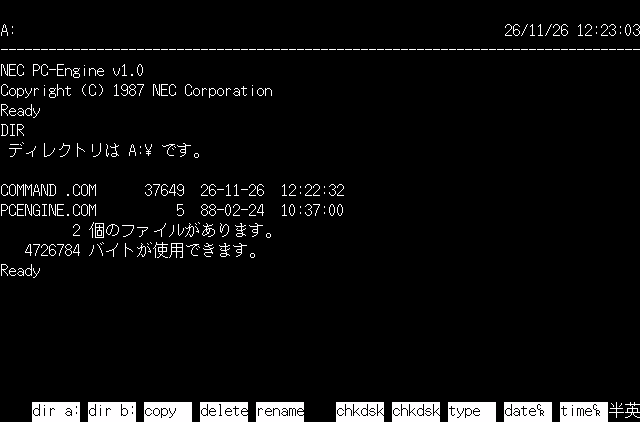 A: 26/11/26 12:23:03
NEC PC-Engine v1.0
Copyright (C) 1987 NEC Corporation
Ready
DIR
ディレクトリは A:¥ です。
COMMAND .COM 37649 26-11-26 12:22:32
PCENGINE.COM 5 88-02-24 10:37:00
2 個のファイルがあります。
4726784 バイトが使用できます。
Ready
dir a: dir b: copy delete rename chkdsk chkdsk type date␍ time␍ 半英